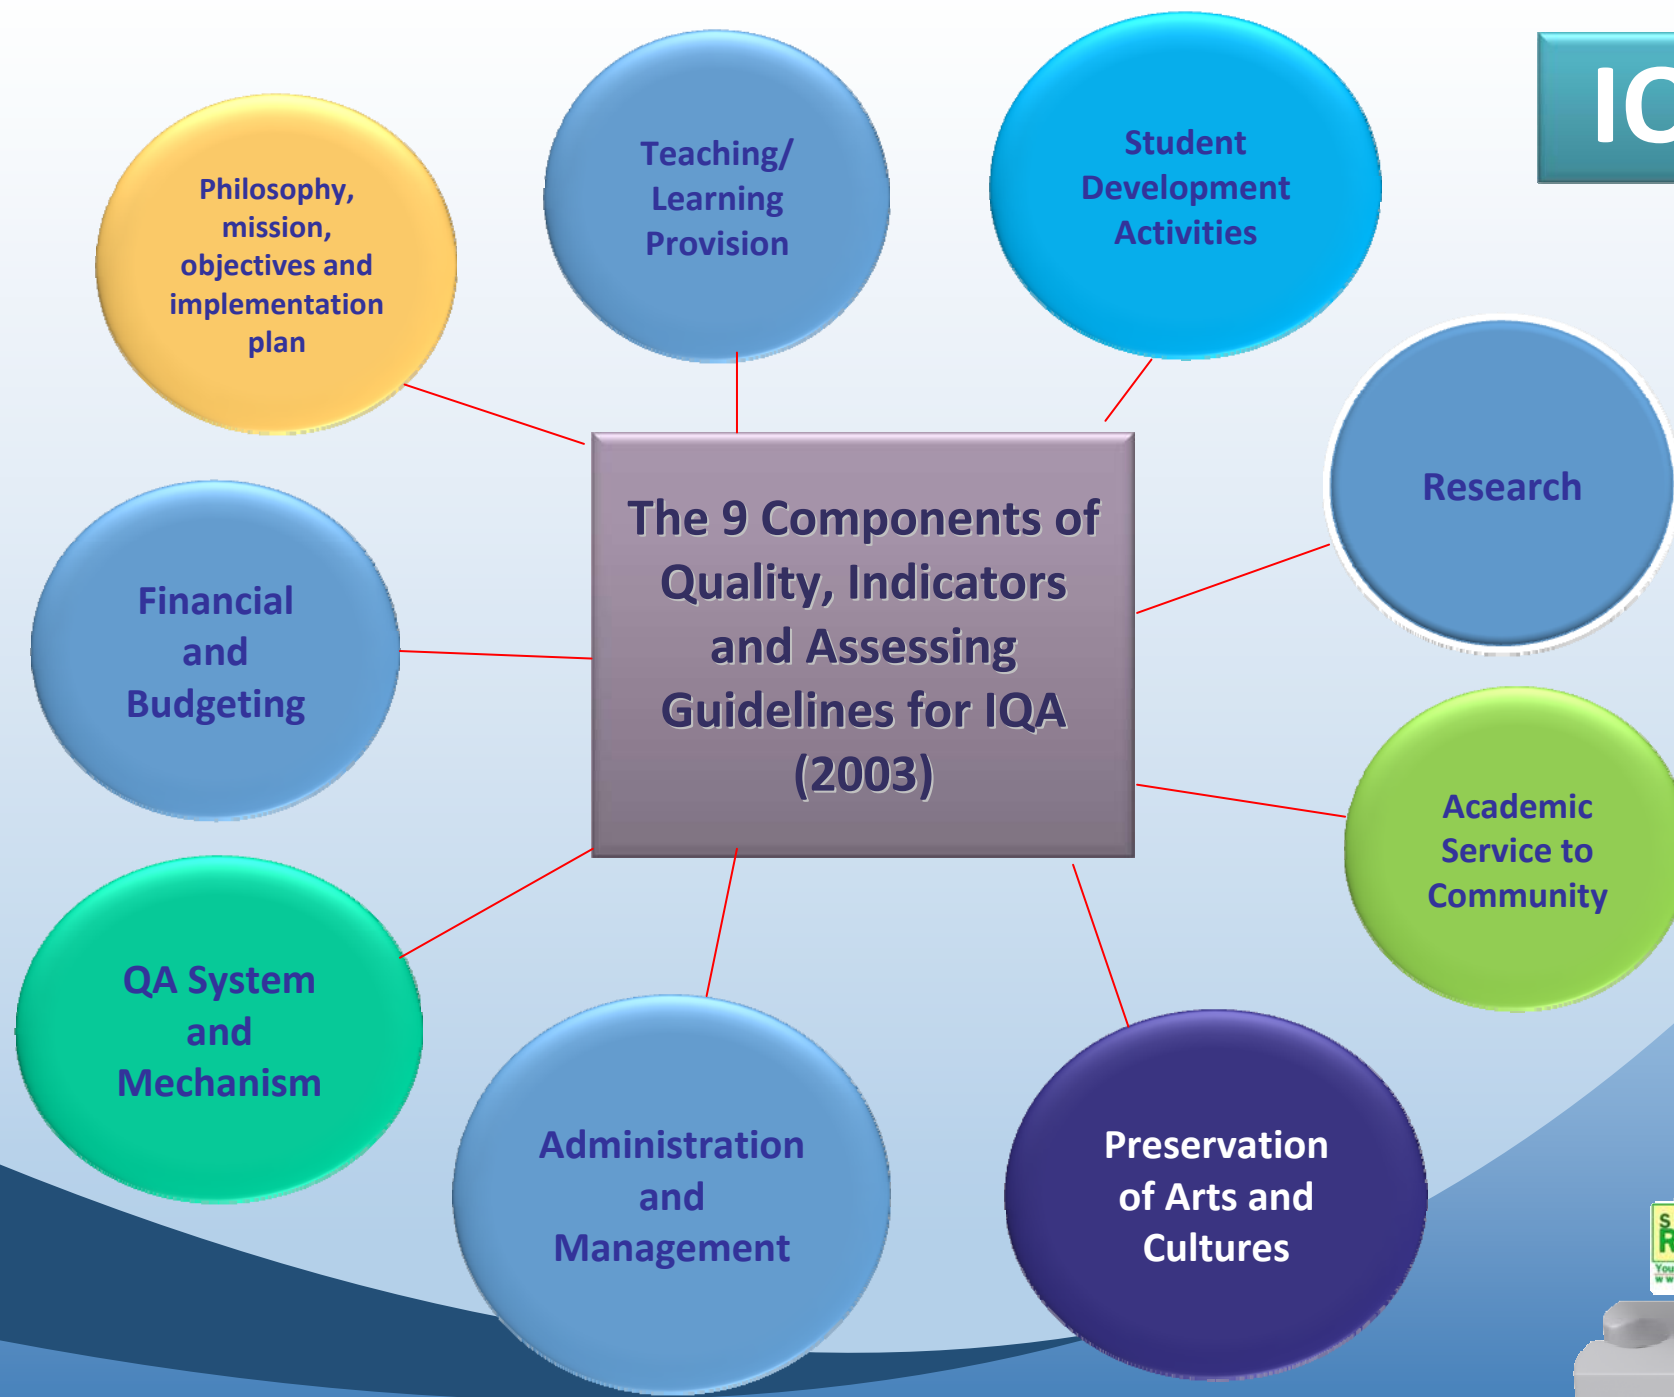 Philosophy,
mission,
objectives and
implementation
plan
Teaching/
Learning
Provision
Student
Development
Activities
Research
Academic
Service to
Community
Preservation
of Arts and
Cultures
Administration
and
Management
QA System
and
Mechanism
Financial
and
Budgeting
The 9 Components of
Quality, Indicators
and Assessing
Guidelines for IQA
(2003)
You